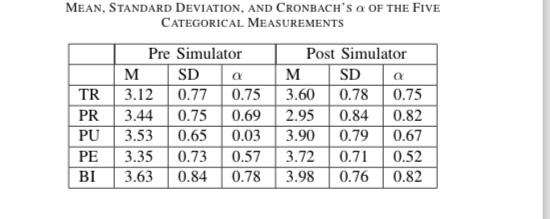 MEAN, STANDARD DEVIATION, AND CRONBACH'S α OF THE FIVE
CATEGORICAL MEASUREMENTS
Pre Simulator Post Simulator
M SD α M SD α
TR 3.12 0.77 0.75 3.60 0.78 0.75
PR 3.44 0.75 0.69 2.95 0.84 0.82
PU 3.53 0.65 0.03 3.90 0.79 0.67
PE 3.35 0.73 0.57 3.72 0.71 0.52
BI 3.63 0.84 0.78 3.98 0.76 0.82